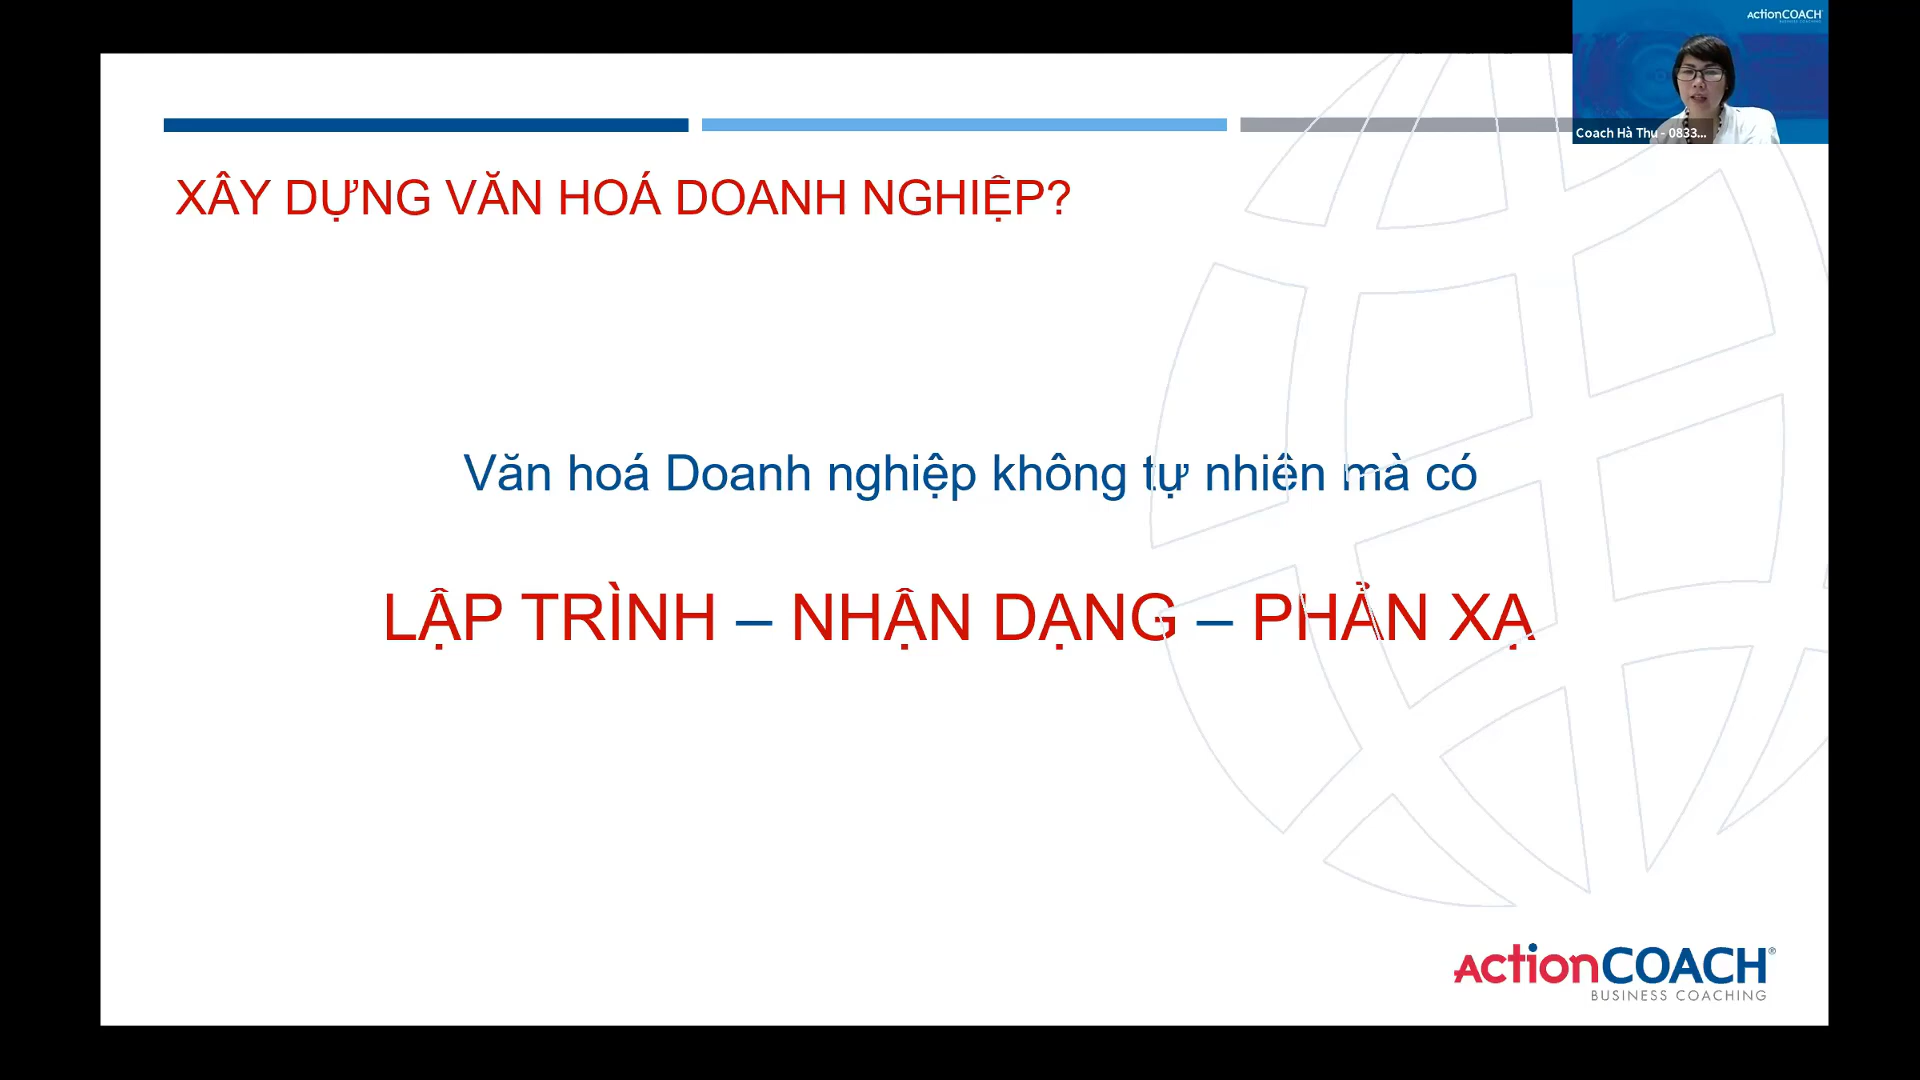 ActionCOACH
Coach Hà Thu - 0833...
XÂY DỰNG VĂN HOÁ DOANH NGHIỆP?
Văn hoá Doanh nghiệp không tự nhiên mà có
LẬP TRÌNH – NHẬN DẠNG – PHẢN XẠ
ActionCOACH®
BUSINESS COACHING